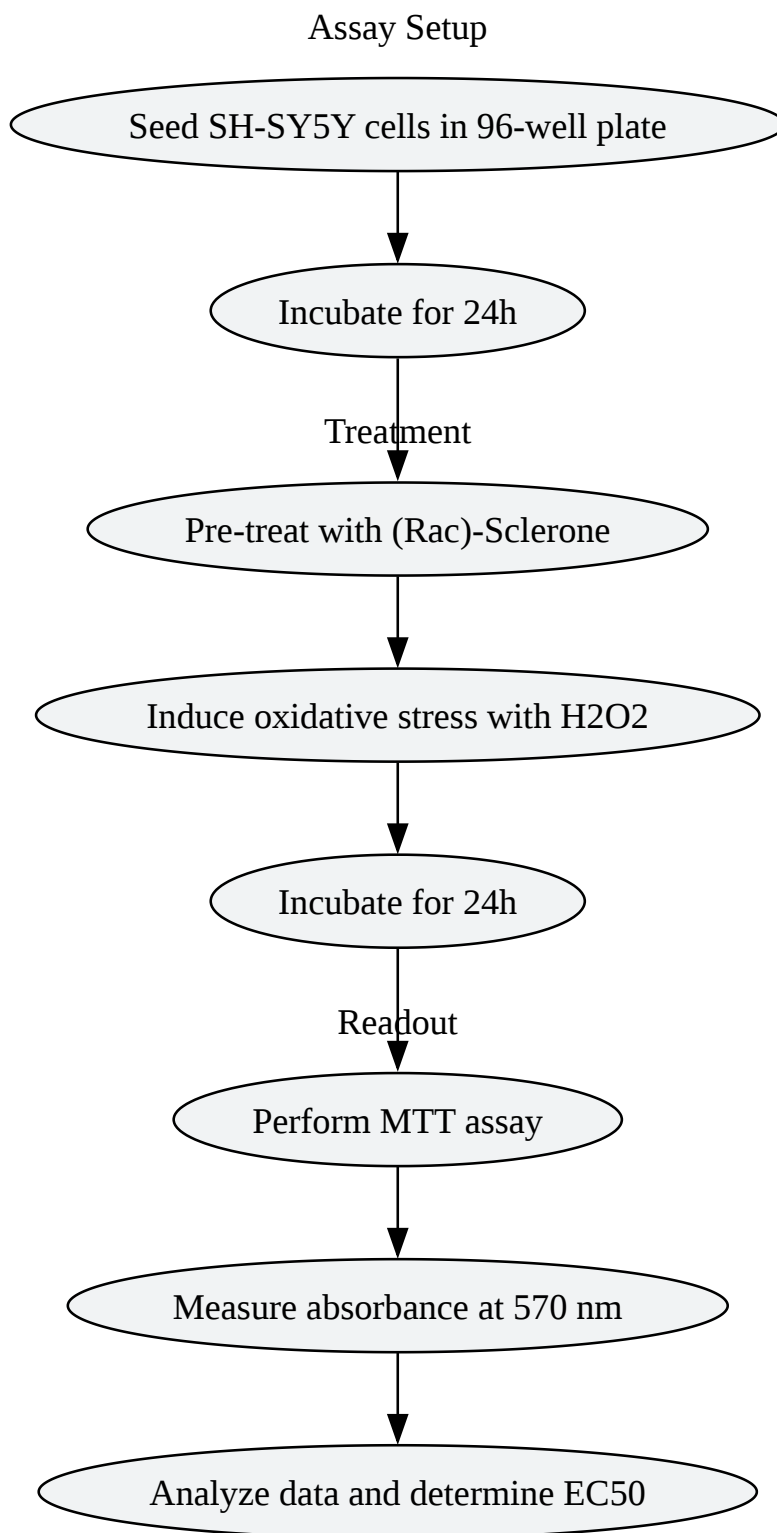 Assay Setup
Seed SH-SY5Y cells in 96-well plate
Incubate for 24h
Treatment
Pre-treat with (Rac)-Sclerone
Induce oxidative stress with H2O2
Incubate for 24h
Readout
Perform MTT assay
Measure absorbance at 570 nm
Analyze data and determine EC50